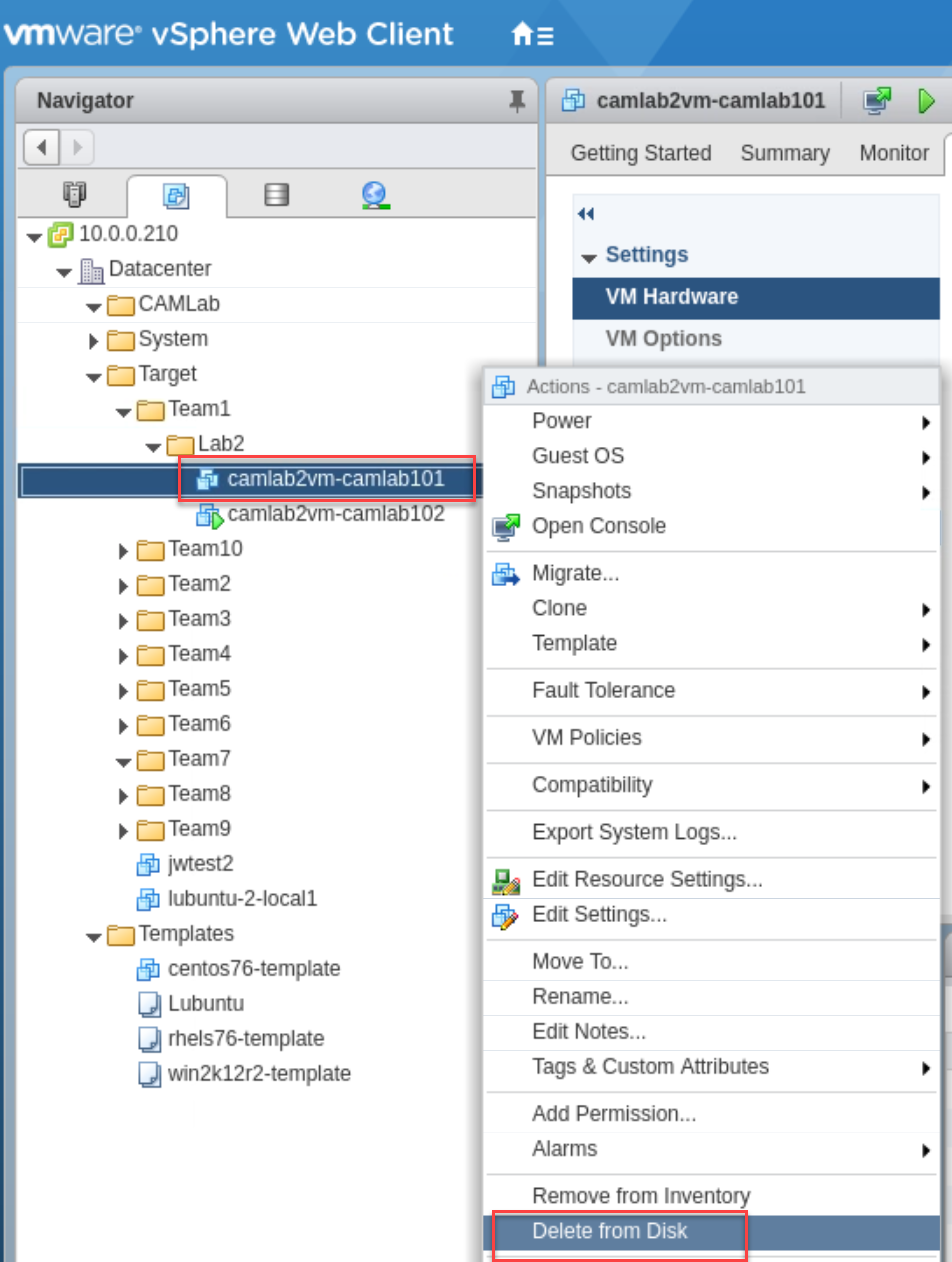 vmware® vSphere Web Client
Navigator
10.0.0.210
Datacenter
CAMLab
System
Target
Team1
Lab2
camlab2vm-camlab101
camlab2vm-camlab102
Team10
Team2
Team3
Team4
Team5
Team6
Team7
Team8
Team9
jwtest2
lubuntu-2-local1
Templates
centos76-template
Lubuntu
rhels76-template
win2k12r2-template
camlab2vm-camlab101
Getting Started Summary Monitor
Settings
VM Hardware
VM Options
Actions - camlab2vm-camlab101
Power
Guest OS
Snapshots
Open Console
Migrate...
Clone
Template
Fault Tolerance
VM Policies
Compatibility
Export System Logs...
Edit Resource Settings...
Edit Settings...
Move To...
Rename...
Edit Notes...
Tags & Custom Attributes
Add Permission...
Alarms
Remove from Inventory
Delete from Disk